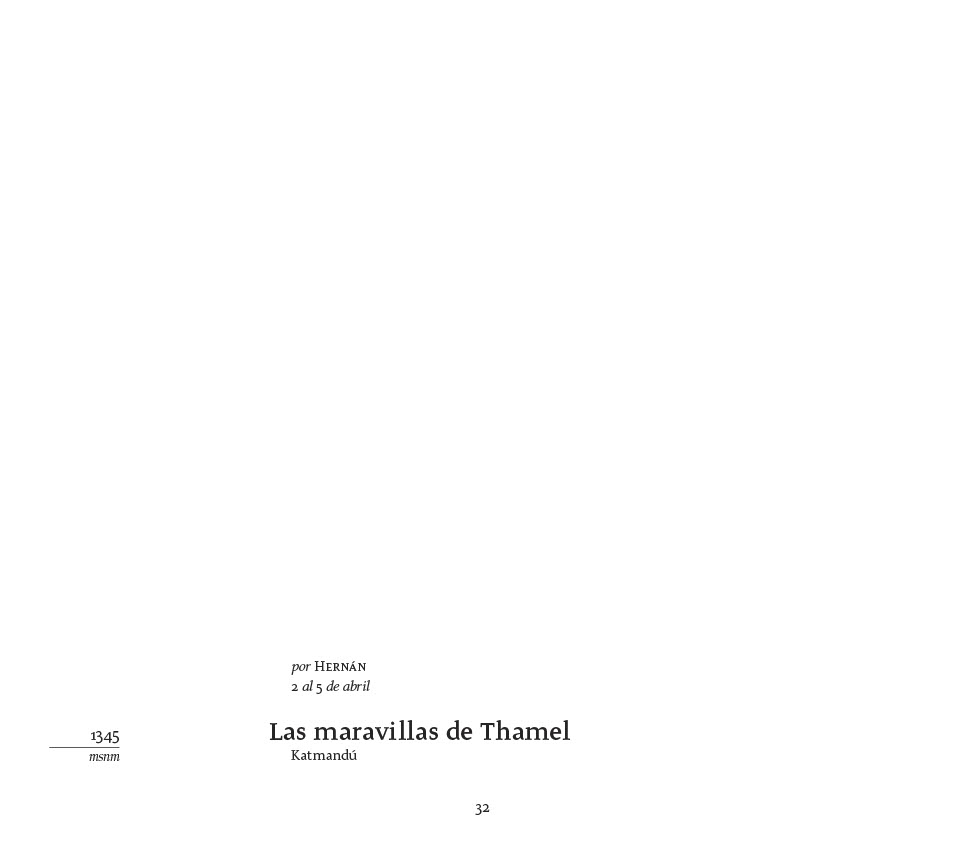 por Hernán
2 al 5 de abril
Las maravillas de Thamel
1345
msnm
Katmandú
32